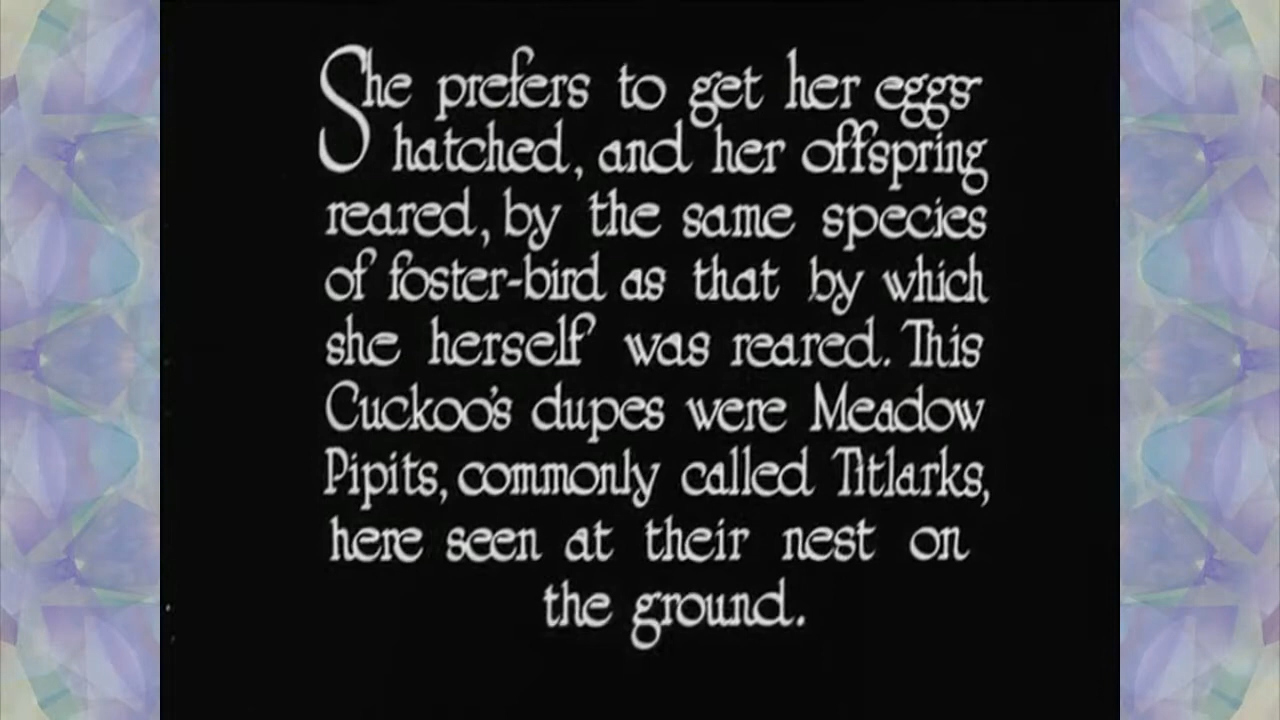 She prefers to get her eggs
hatched, and her offspring
reared, by the same species
of foster-bird as that by which
she herself was reared. This
Cuckoo's dupes were Meadow
Pipits, commonly called Titlarks,
here seen at their nest on
the ground.